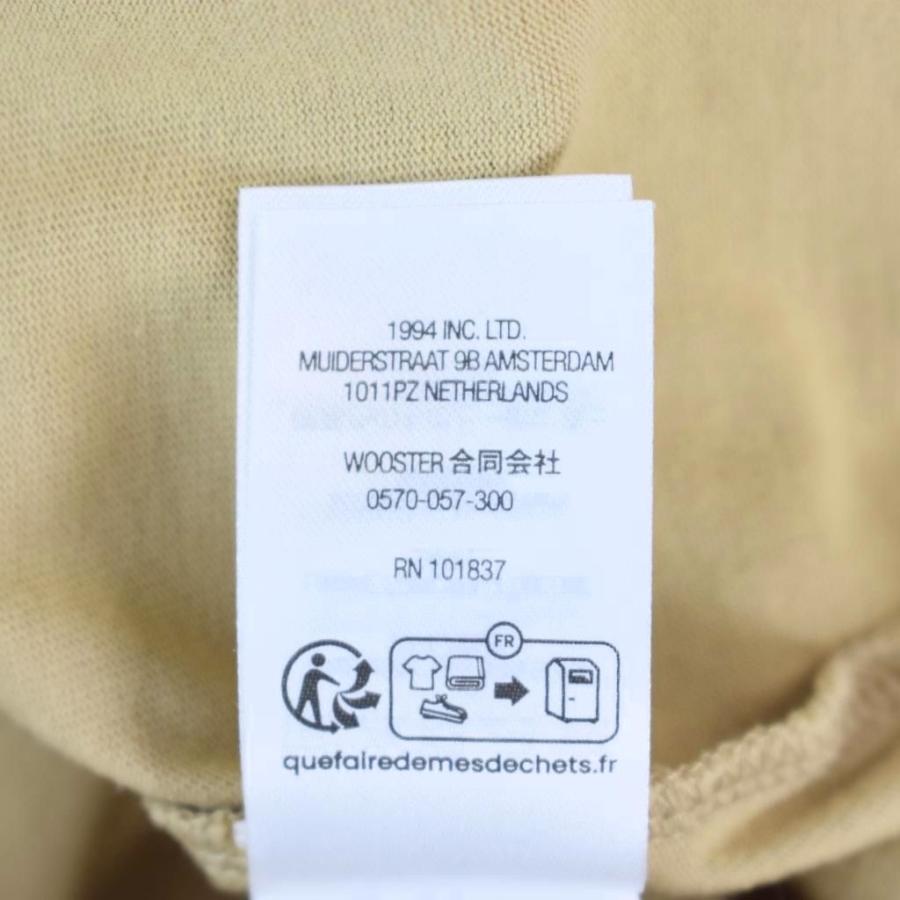 1994 INC. LTD.
MUIDERSTRAAT 9B AMSTERDAM
1011PZ NETHERLANDS
WOOSTER 合同会社
0570-057-300
RN 101837
FR
quefairedemesdechets.fr